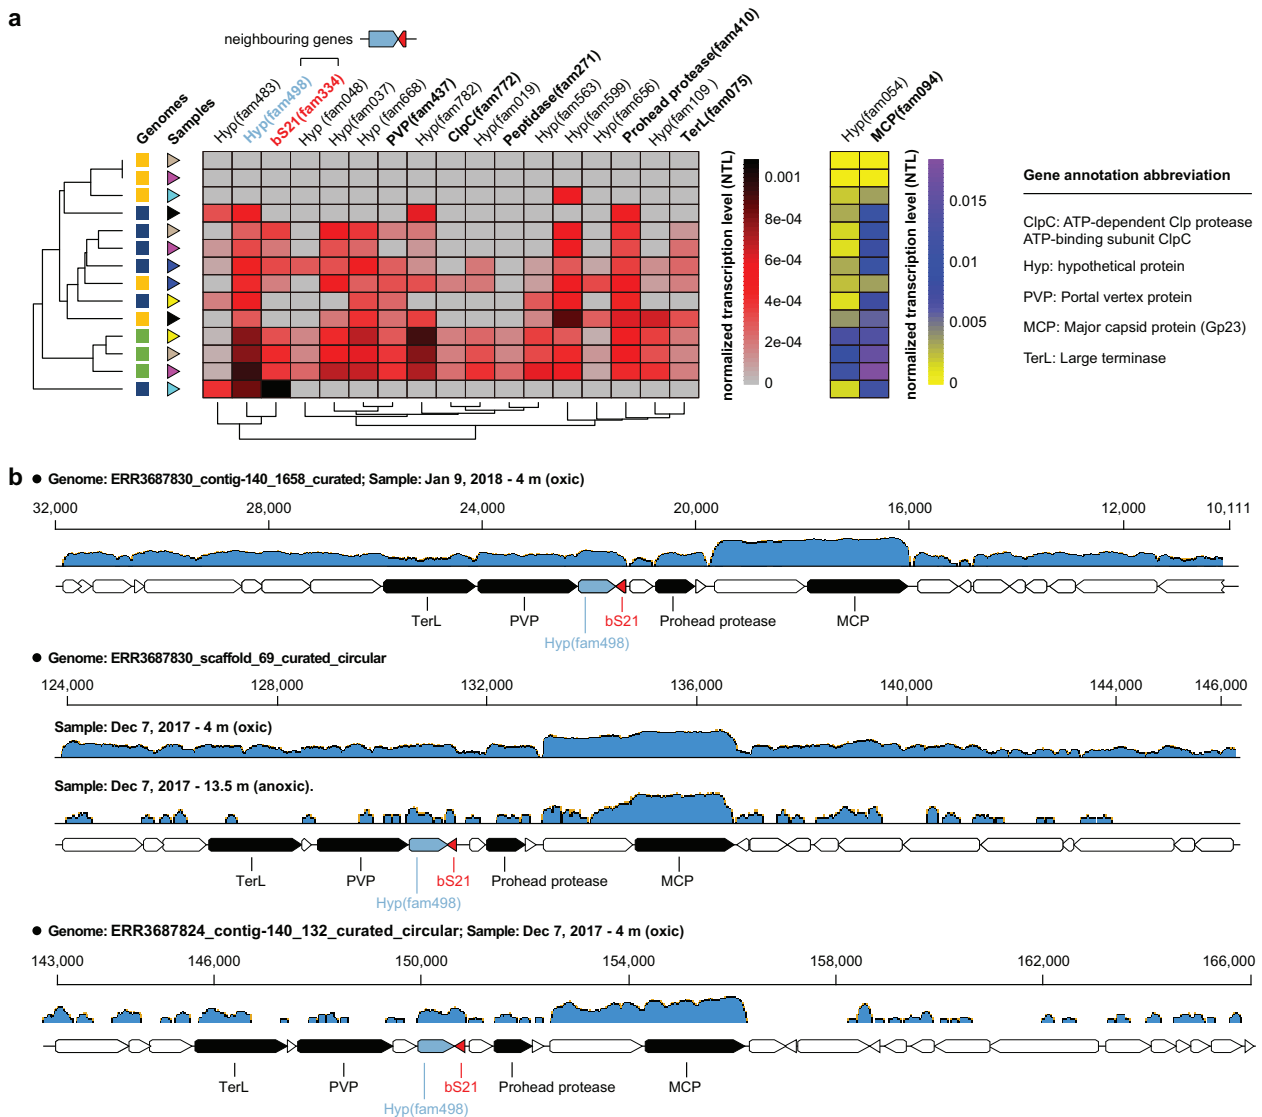 a
neighbouring genes
Genomes
Samples
Hyp(fam483)
Hyp(fam498)
bS21(fam334)
Hyp (fam048)
Hyp(fam037)
Hyp (fam668)
PVP(fam437)
Hyp(fam782)
ClpC(fam772)
Hyp(fam019)
Peptidase(fam271)
Hyp(fam563)
Hyp(fam599)
Hyp(fam656)
Prohead protease(fam410)
Hyp(fam109 )
TerL(fam075)
normalized transcription level (NTL)
0.001
8e-04
6e-04
4e-04
2e-04
0
Hyp(fam054)
MCP(fam094)
normalized transcription level (NTL)
0.015
0.01
0.005
0
Gene annotation abbreviation
ClpC: ATP-dependent Clp protease
ATP-binding subunit ClpC
Hyp: hypothetical protein
PVP: Portal vertex protein
MCP: Major capsid protein (Gp23)
TerL: Large terminase
b
Genome: ERR3687830_contig-140_1658_curated; Sample: Jan 9, 2018 - 4 m (oxic)
32,000 28,000 24,000 20,000 16,000 12,000 10,111
TerL PVP bS21 Prohead protease MCP
Hyp(fam498)
Genome: ERR3687830_scaffold_69_curated_circular
124,000 128,000 132,000 136,000 140,000 144,000 146,000
Sample: Dec 7, 2017 - 4 m (oxic)
Sample: Dec 7, 2017 - 13.5 m (anoxic).
TerL PVP bS21 Prohead protease MCP
Hyp(fam498)
Genome: ERR3687824_contig-140_132_curated_circular; Sample: Dec 7, 2017 - 4 m (oxic)
143,000 146,000 150,000 154,000 158,000 162,000 166,000
TerL PVP bS21 Prohead protease MCP
Hyp(fam498)